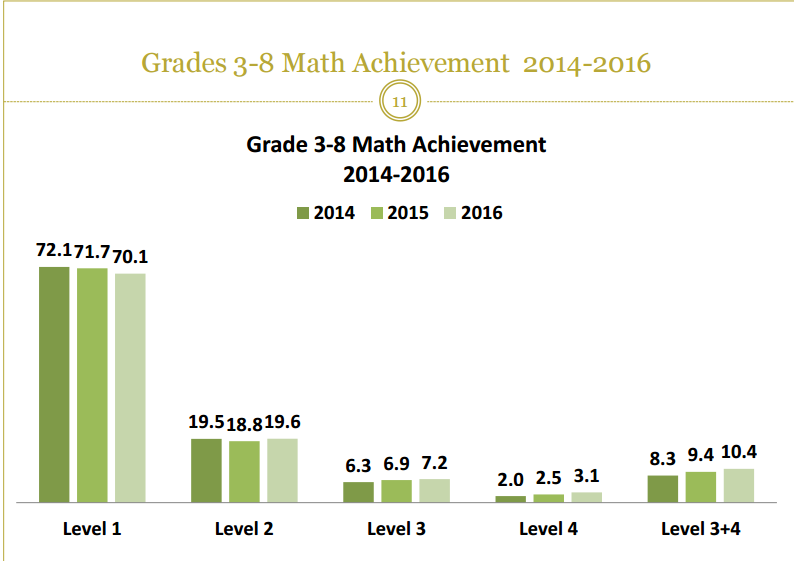 Grades 3-8 Math Achievement 2014-2016
11
Grade 3-8 Math Achievement
2014-2016
2014 2015 2016
72.1 71.7 70.1
19.5 18.8 19.6
6.3 6.9 7.2
2.0 2.5 3.1
8.3 9.4 10.4
Level 1 Level 2 Level 3 Level 4 Level 3+4